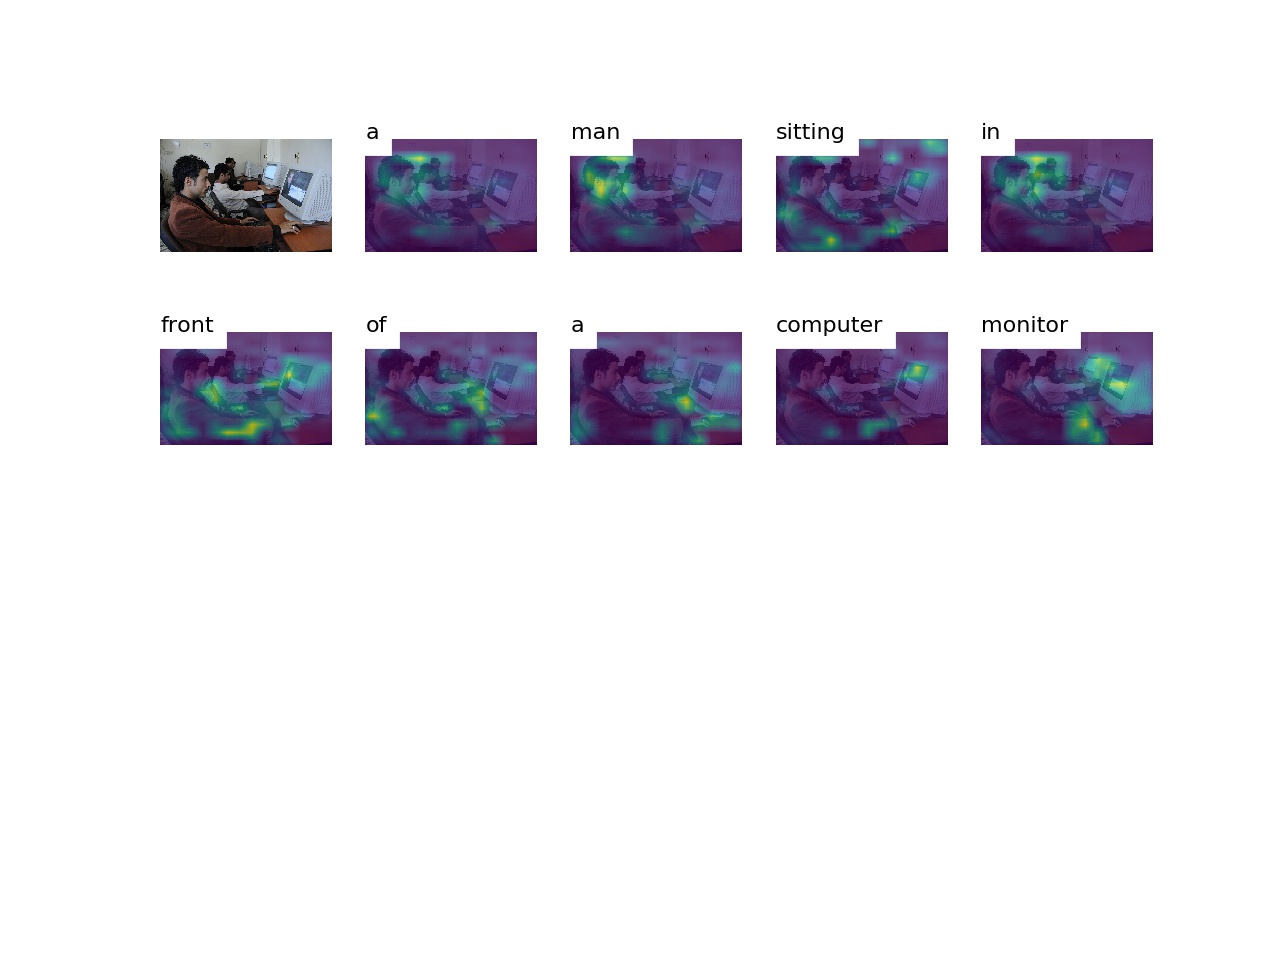 a man sitting in
front of a computer monitor